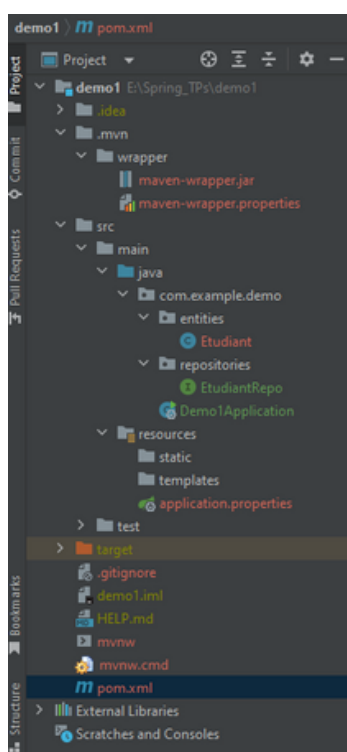 demo1 pom.xml
Project
demo1 E:\Spring_TPs\demo1
.idea
.mvn
wrapper
maven-wrapper.jar
maven-wrapper.properties
src
main
java
com.example.demo
entities
Etudiant
repositories
EtudiantRepo
Demo1Application
resources
static
templates
application.properties
test
target
.gitignore
demo1.iml
HELP.md
mvnw
mvnw.cmd
pom.xml
External Libraries
Scratches and Consoles
Project
Commit
Pull Requests
Bookmarks
Structure